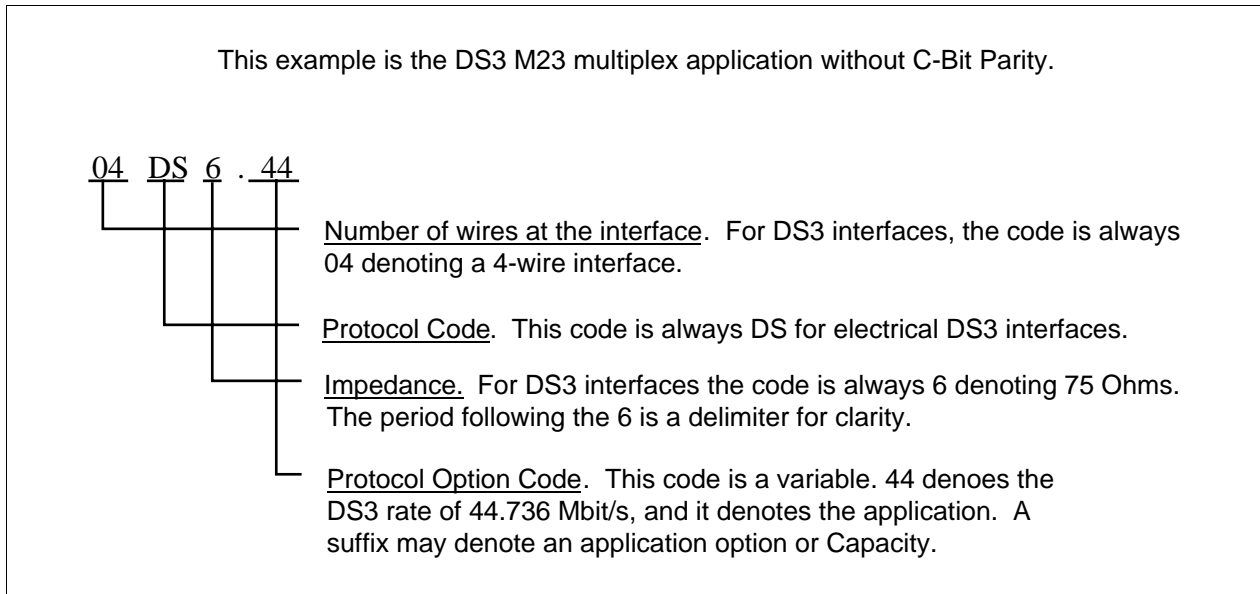 This example is the DS3 M23 multiplex application without C-Bit Parity.
04 DS 6 . 44
Number of wires at the interface. For DS3 interfaces, the code is always
04 denoting a 4-wire interface.
Protocol Code. This code is always DS for electrical DS3 interfaces.
Impedance. For DS3 interfaces the code is always 6 denoting 75 Ohms.
The period following the 6 is a delimiter for clarity.
Protocol Option Code. This code is a variable. 44 denoes the
DS3 rate of 44.736 Mbit/s, and it denotes the application. A
suffix may denote an application option or Capacity.